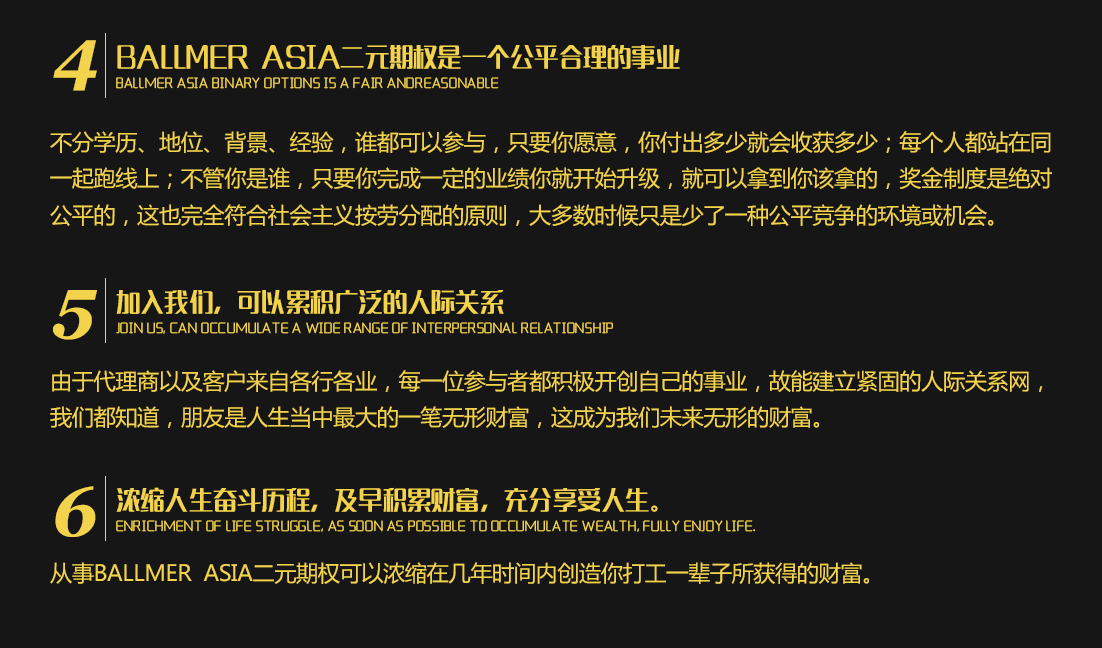 4
BALLMER ASIA二元期权是一个公平合理的事业
BALLMER ASIA BINARY OPTIONS IS A FAIR ANDREASONABLE
不分学历、地位、背景、经验，谁都可以参与，只要你愿意，你付出多少就会收获多少；每个人都站在同
一起跑线上；不管你是谁，只要你完成一定的业绩你就开始升级，就可以拿到你该拿的，奖金制度是绝对
公平的，这也完全符合社会主义按劳分配的原则，大多数时候只是少了一种公平竞争的环境或机会。
5
加入我们，可以累积广泛的人际关系
JOIN US, CAN OCCUMULATE A WIDE RANGE OF INTERPERSONAL RELATIONSHIP
由于代理商以及客户来自各行各业，每一位参与者都积极开创自己的事业，故能建立紧固的人际关系网，
我们都知道，朋友是人生当中最大的一笔无形财富，这成为我们未来无形的财富。
6
浓缩人生奋斗历程，及早积累财富，充分享受人生。
ENRICHMENT OF LIFE STRUGGLE, AS SOON AS POSSIBLE TO OCCUMULATE WEALTH, FULLY ENJOY LIFE.
从事BALLMER ASIA二元期权可以浓缩在几年时间内创造你打工一辈子所获得的财富。